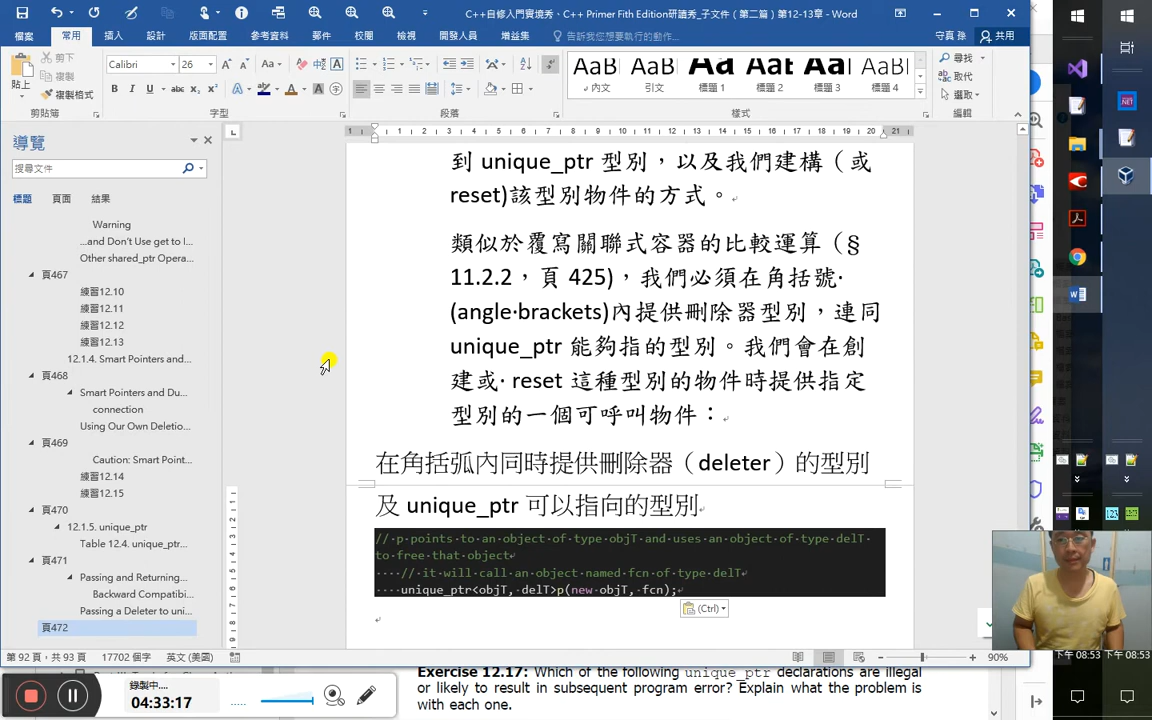 C++自修入門實境秀、C++ Primer Fith Edition研讀秀_子文件（第二篇）第12-13章 - Word
檔案 常用 插入 設計 版面配置 參考資料 郵件 校閱 檢視 開發人員 增益集 告訴我您想要執行的動作... 守真 孫 共用
貼上 剪下 複製 複製格式
Calibri 26
AaB 內文 AaB 引文 Aa 標題 1 Aab 標題 2 Aal 標題 3 AaBl 標題 4
尋找 取代 選取
剪貼簿 字型 段落 樣式 編輯
導覽
搜尋文件
標題 頁面 結果
Warning
...and Don't Use get to I...
Other shared_ptr Opera...
頁467
練習12.10
練習12.11
練習12.12
練習12.13
12.1.4. Smart Pointers and...
頁468
Smart Pointers and Du...
connection
Using Our Own Deletio...
頁469
Caution: Smart Point...
練習12.14
練習12.15
頁470
12.1.5. unique_ptr
Table 12.4. unique_ptr...
頁471
Passing and Returning...
Backward Compatibi...
Passing a Deleter to uni...
頁472
到 unique_ptr 型別，以及我們建構（或
reset)該型別物件的方式。
類似於覆寫關聯式容器的比較運算（§
11.2.2，頁 425)，我們必須在角括號·
(angle·brackets)內提供刪除器型別，連同
unique_ptr 能夠指的型別。我們會在創
建或· reset 這種型別的物件時提供指定
型別的一個可呼叫物件：
在角括弧內同時提供刪除器（deleter）的型別
及 unique_ptr 可以指向的型別
//·p·points·to·an·object·of·type·objT·and·uses·an·object·of·type·delT·
to·free·that·object
····//·it·will·call·an·object·named·fcn·of·type·delT
····unique_ptr<objT,·delT>p(new·objT,·fcn);
(Ctrl)
第 92 頁，共 93 頁 17702 個字 英文 (美國) 90%
錄製中....
04:33:17
Exercise 12.17: Which of the following unique_ptr declarations are illegal
or likely to result in subsequent program error? Explain what the problem is
with each one.
下午 08:53 下午 08:53